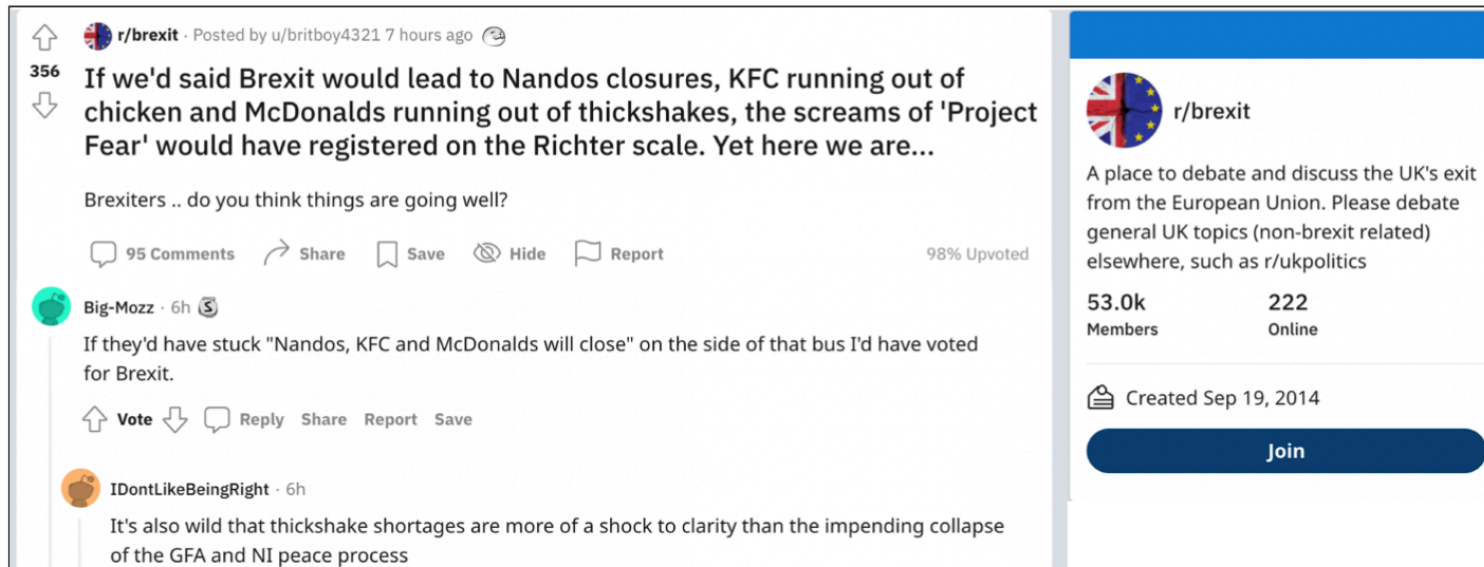 r/brexit · Posted by u/britboy4321 7 hours ago
356
If we'd said Brexit would lead to Nandos closures, KFC running out of
chicken and McDonalds running out of thickshakes, the screams of 'Project
Fear' would have registered on the Richter scale. Yet here we are...
Brexiters .. do you think things are going well?
95 Comments Share Save Hide Report 98% Upvoted
Big-Mozz · 6h S
If they'd have stuck "Nandos, KFC and McDonalds will close" on the side of that bus I'd have voted
for Brexit.
Vote Reply Share Report Save
IDontLikeBeingRight · 6h
It's also wild that thickshake shortages are more of a shock to clarity than the impending collapse
of the GFA and NI peace process
r/brexit
A place to debate and discuss the UK's exit
from the European Union. Please debate
general UK topics (non-brexit related)
elsewhere, such as r/ukpolitics
53.0k 222
Members Online
Created Sep 19, 2014
Join